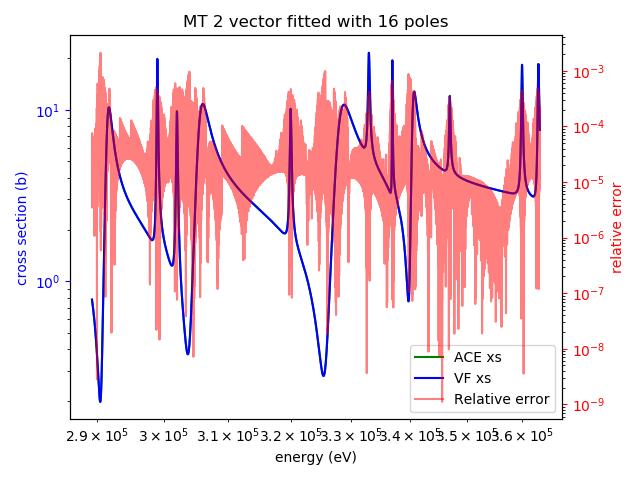 MT 2 vector fitted with 16 poles
cross section (b)
10¹
10⁰
10⁻³
10⁻⁴
10⁻⁵
10⁻⁶
10⁻⁷
10⁻⁸
10⁻⁹
relative error
ACE xs
VF xs
Relative error
2.9 × 10⁵ 3 × 10⁵ 3.1 × 10⁵ 3.2 × 10⁵ 3.3 × 10⁵ 3.4 × 10⁵ 3.5 × 10⁵ 3.6 × 10⁵
energy (eV)